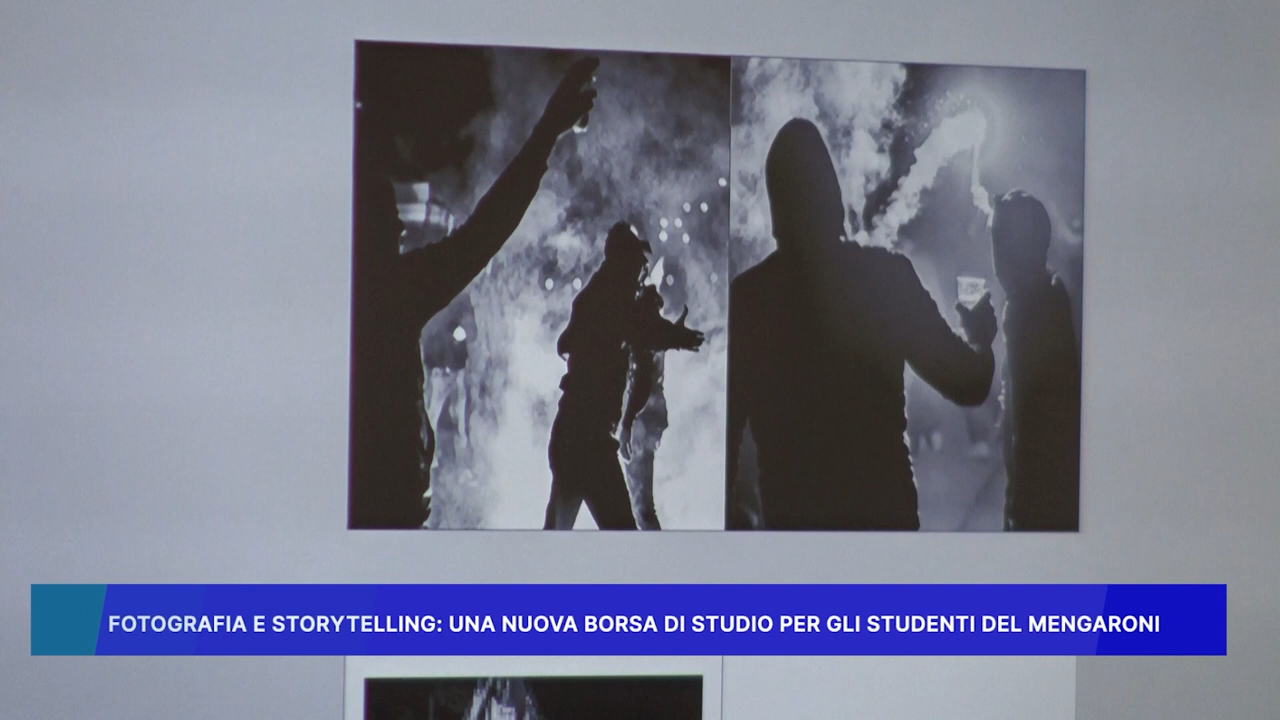 FOTOGRAFIA E STORYTELLING: UNA NUOVA BORSA DI STUDIO PER GLI STUDENTI DEL MENGARONI